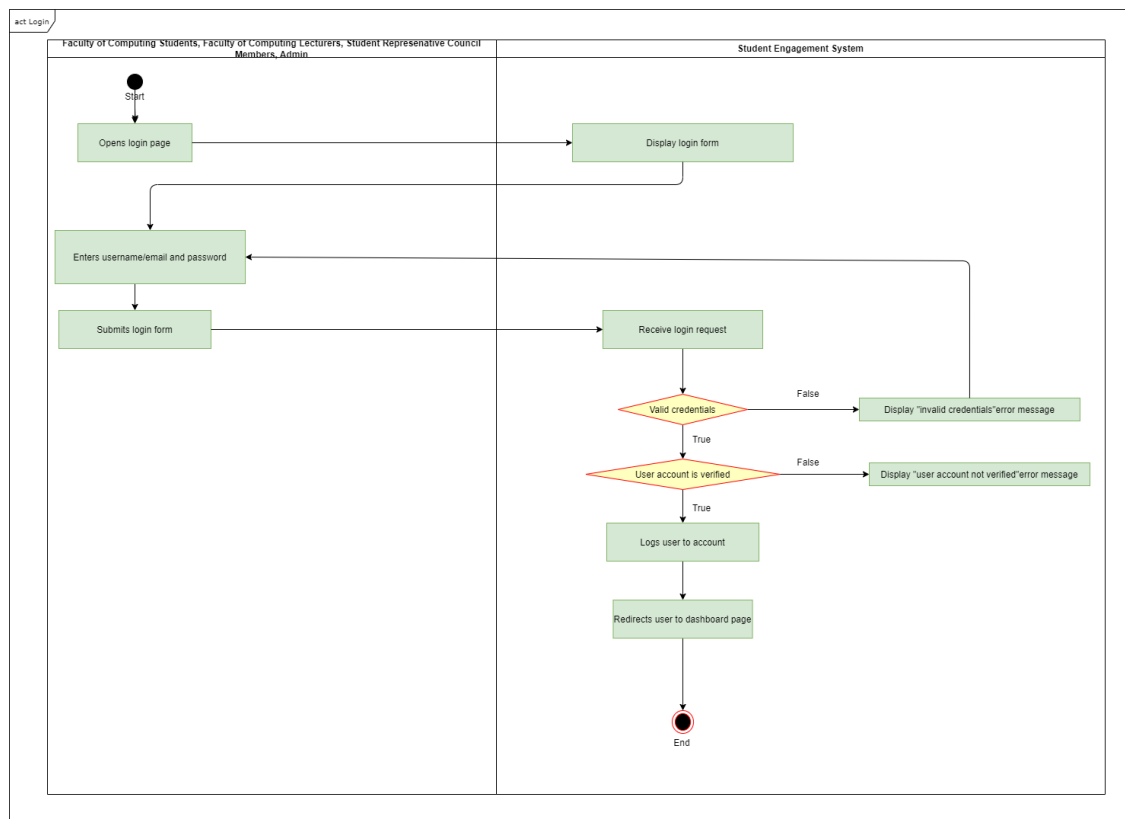 act Login
Faculty of Computing Students, Faculty of Computing Lecturers, Student Represenative Council
Members, Admin
Student Engagement System
Start
Opens login page
Display login form
Enters username/email and password
Submits login form
Receive login request
Valid credentials
False
Display "invalid credentials"error message
True
User account is verified
False
Display "user account not verified"error message
True
Logs user to account
Redirects user to dashboard page
End